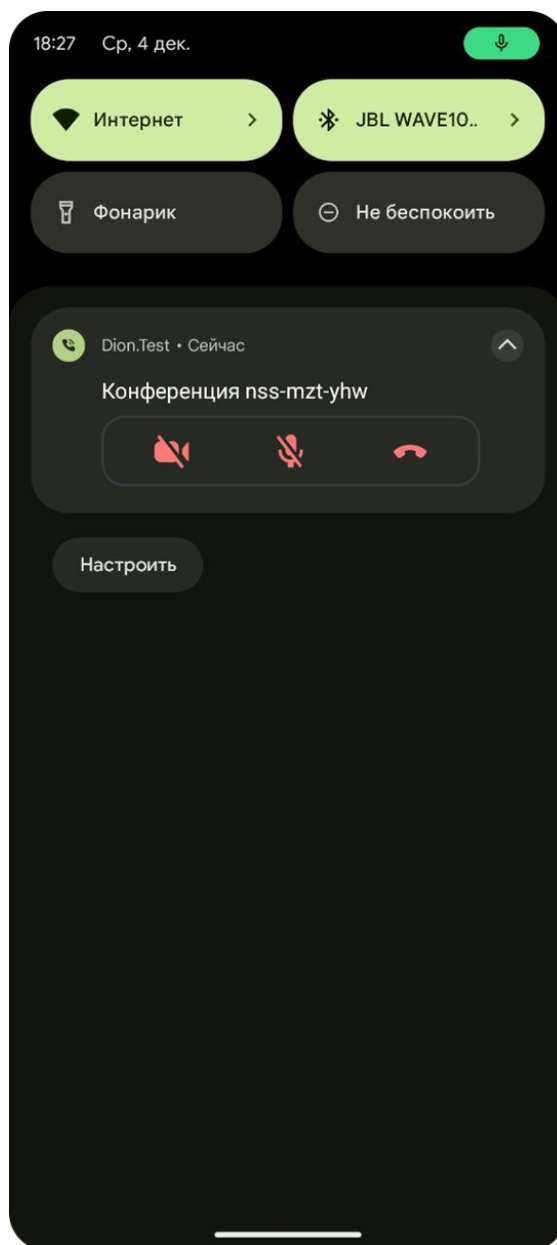 18:27 Ср, 4 дек.
Интернет
JBL WAVE10..
Фонарик
Не беспокоить
Dion.Test • Сейчас
Конференция nss-mzt-yhw
Настроить